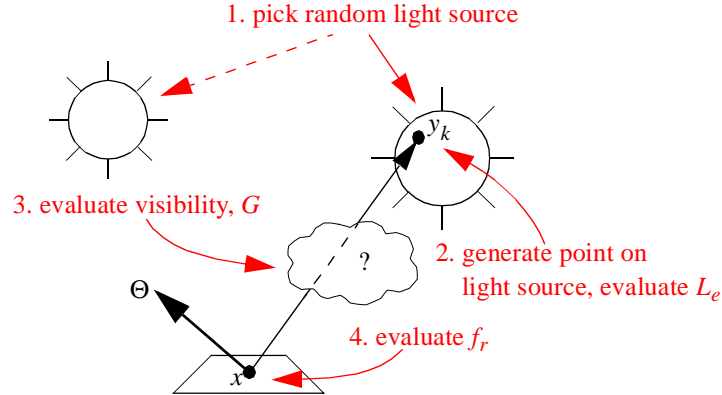 1. pick random light source
y_k
3. evaluate visibility, G
?
2. generate point on
light source, evaluate L_e
Θ
4. evaluate f_r
x